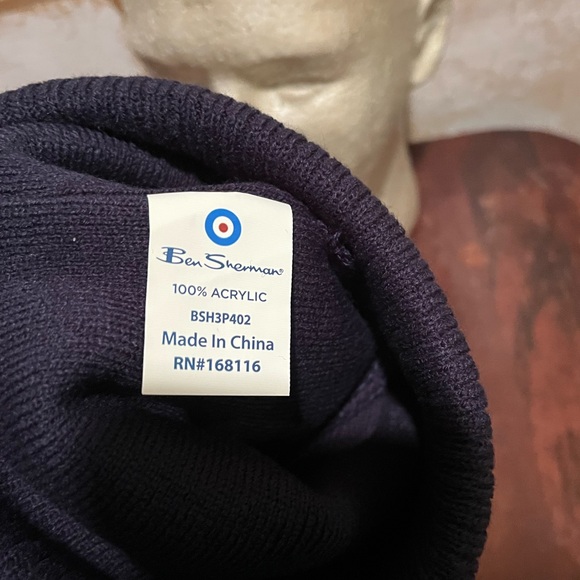 Ben Sherman®
100% ACRYLIC
BSH3P402
Made In China
RN#168116